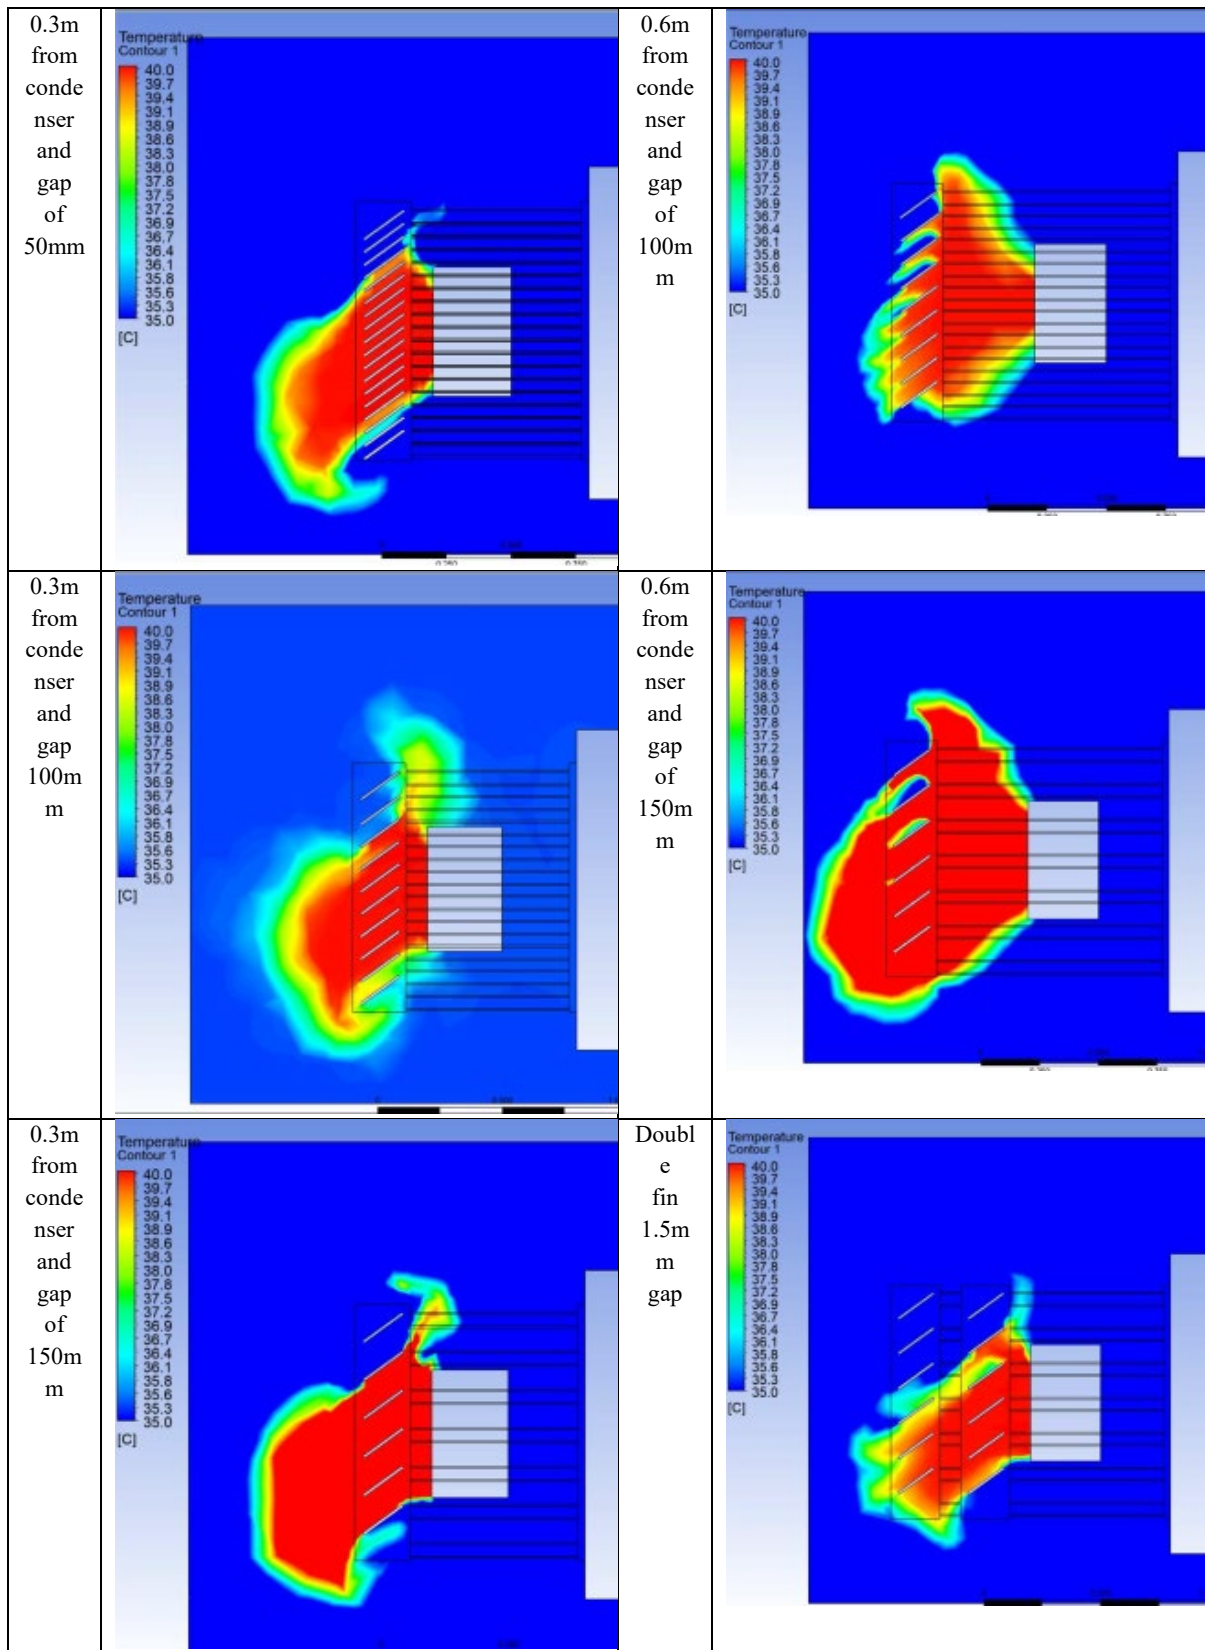 0.3m
from
conde
nser
and
gap
of
50mm
Temperature
Contour 1
40.0
39.7
39.4
39.1
38.9
38.6
38.3
38.0
37.8
37.5
37.2
36.9
36.7
36.4
36.1
35.8
35.6
35.3
35.0
[C]
0.6m
from
conde
nser
and
gap
of
100m
m
Temperature
Contour 1
40.0
39.7
39.4
39.1
38.9
38.6
38.3
38.0
37.8
37.5
37.2
36.9
36.7
36.4
36.1
35.8
35.6
35.3
35.0
[C]
0.3m
from
conde
nser
and
gap
100m
m
Temperature
Contour 1
40.0
39.7
39.4
39.1
38.9
38.6
38.3
38.0
37.8
37.5
37.2
36.9
36.7
36.4
36.1
35.8
35.6
35.3
35.0
[C]
0.6m
from
conde
nser
and
gap
of
150m
m
Temperature
Contour 1
40.0
39.7
39.4
39.1
38.9
38.6
38.3
38.0
37.8
37.5
37.2
36.9
36.7
36.4
36.1
35.8
35.6
35.3
35.0
[C]
0.3m
from
conde
nser
and
gap
of
150m
m
Temperature
Contour 1
40.0
39.7
39.4
39.1
38.9
38.6
38.3
38.0
37.8
37.5
37.2
36.9
36.7
36.4
36.1
35.8
35.6
35.3
35.0
[C]
Doubl
e
fin
1.5m
m
gap
Temperature
Contour 1
40.0
39.7
39.4
39.1
38.9
38.6
38.3
38.0
37.8
37.5
37.2
36.9
36.7
36.4
36.1
35.8
35.6
35.3
35.0
[C]